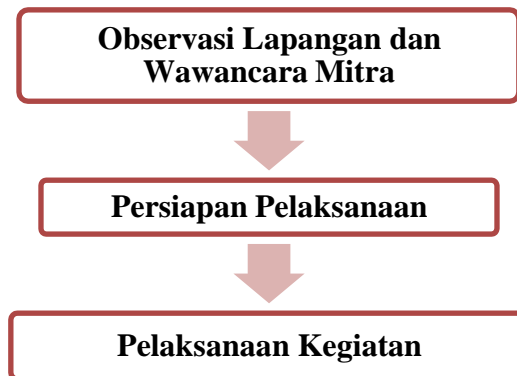 Observasi Lapangan dan
Wawancara Mitra
Persiapan Pelaksanaan
Pelaksanaan Kegiatan